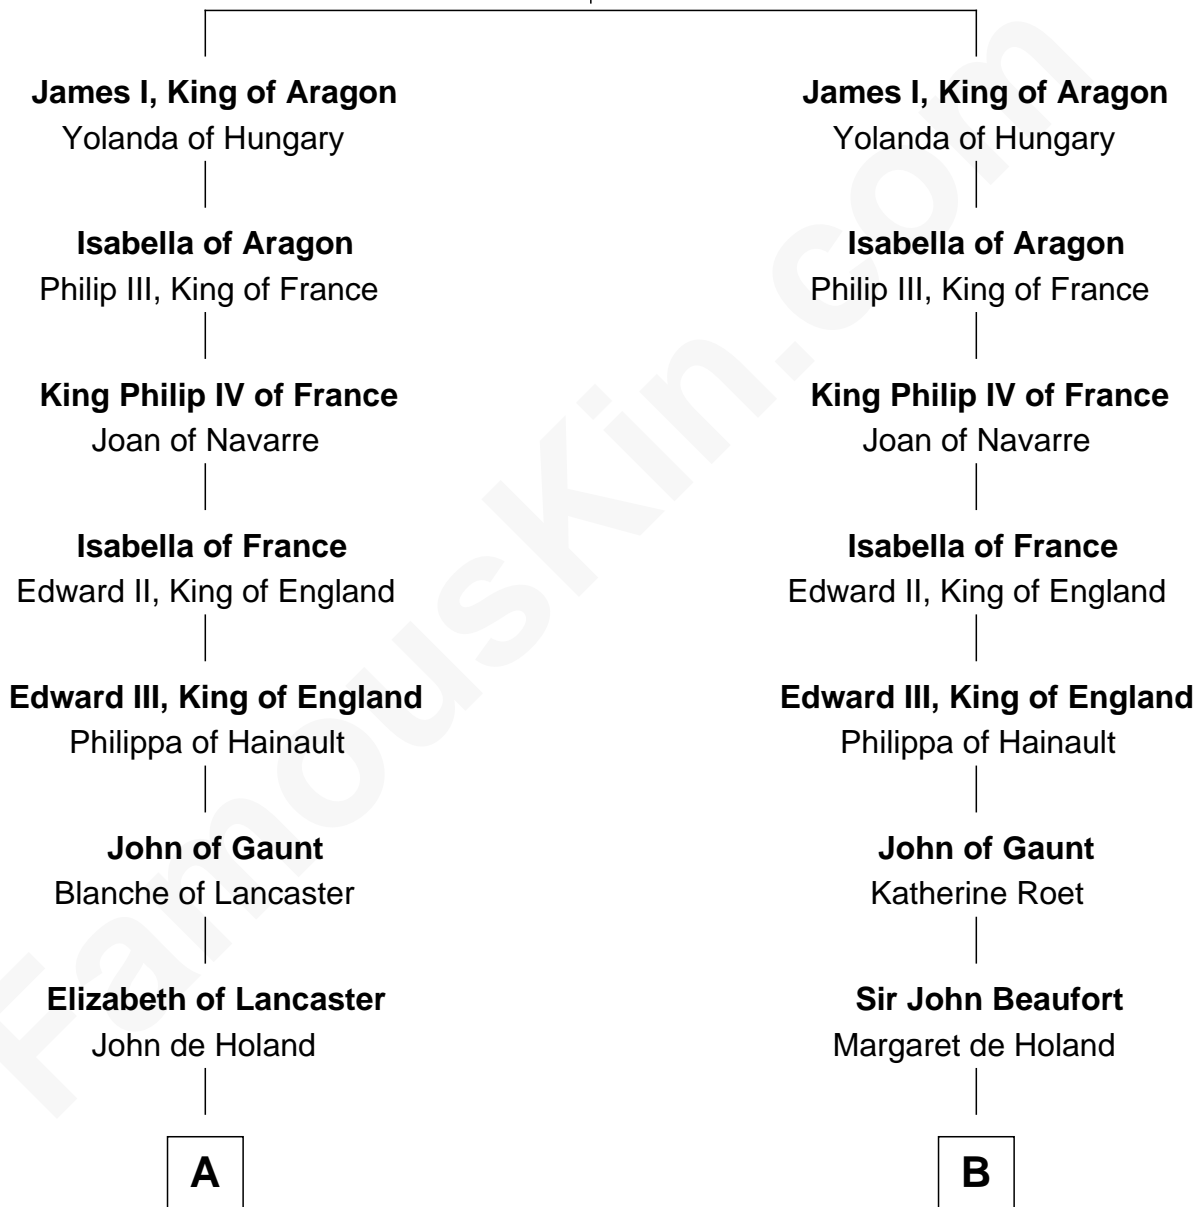 James I, King of Aragon
Yolanda of Hungary
Isabella of Aragon
Philip III, King of France
King Philip IV of France
Joan of Navarre
Isabella of France
Edward II, King of England
Edward III, King of England
Philippa of Hainault
John of Gaunt
Blanche of Lancaster
Elizabeth of Lancaster
John de Holand
A
James I, King of Aragon
Yolanda of Hungary
Isabella of Aragon
Philip III, King of France
King Philip IV of France
Joan of Navarre
Isabella of France
Edward II, King of England
Edward III, King of England
Philippa of Hainault
John of Gaunt
Katherine Roet
Sir John Beaufort
Margaret de Holand
B
FamousKin.com